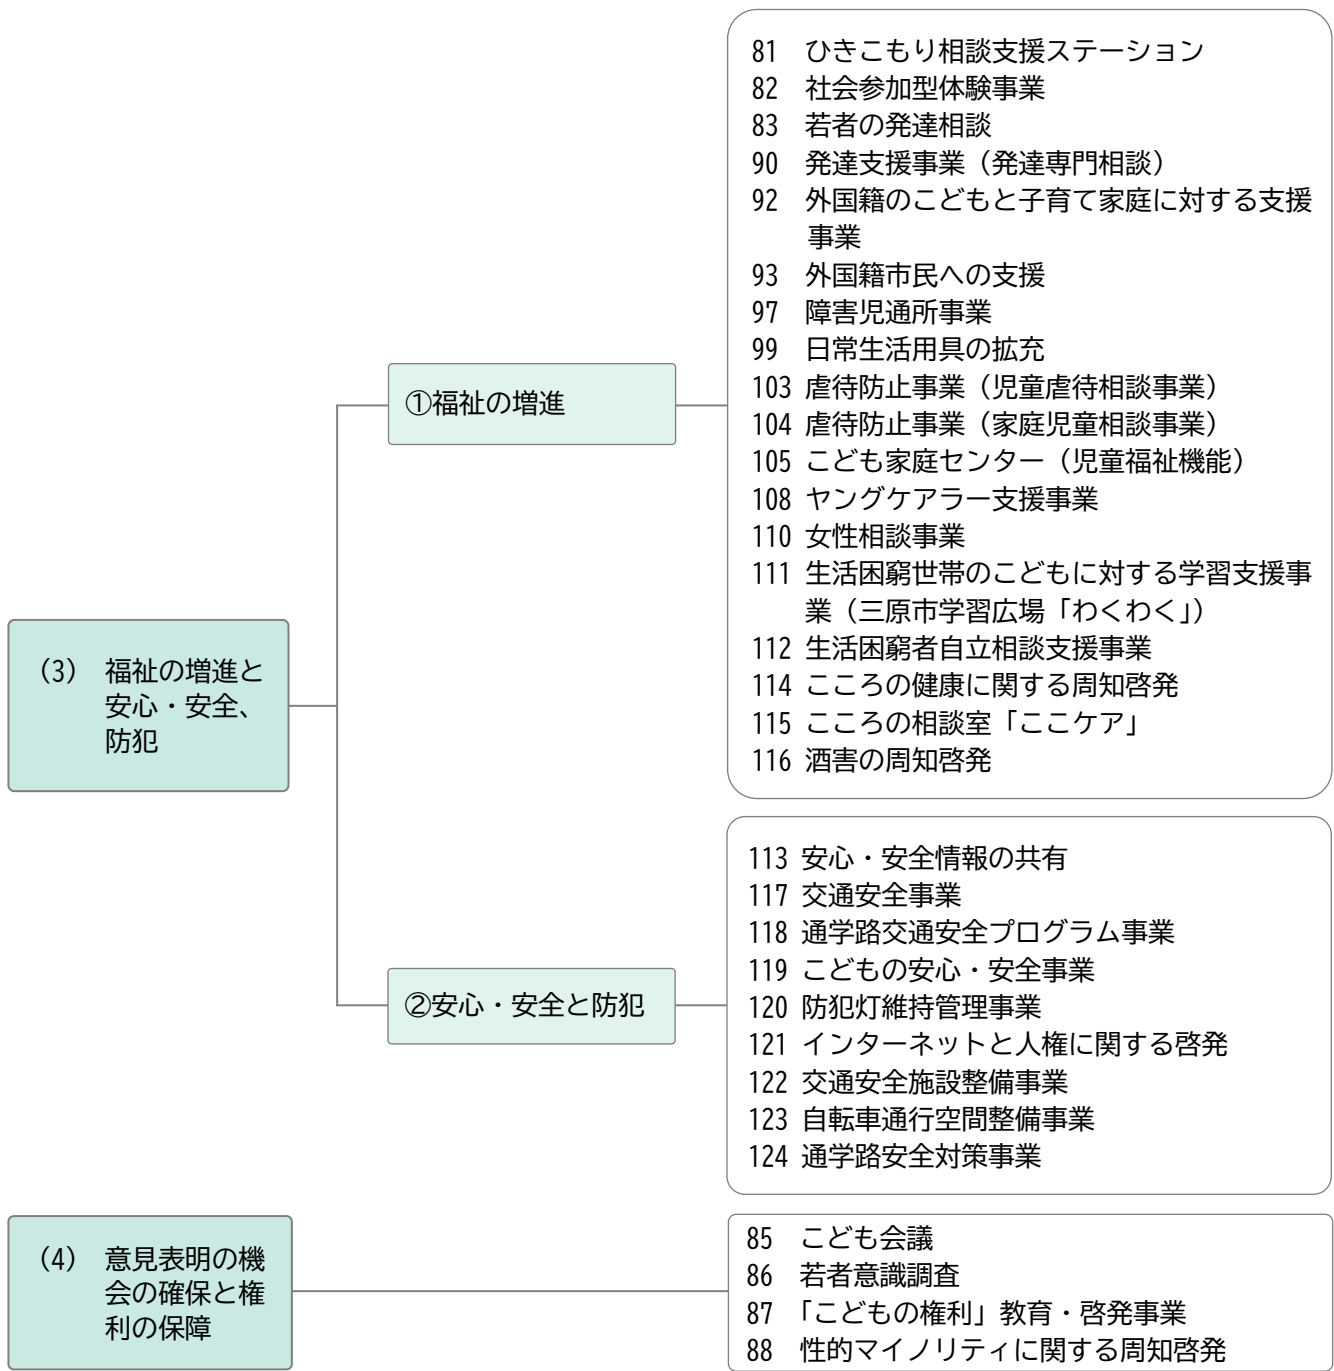 (3) 福祉の増進と
安心・安全、
防犯
①福祉の増進
81 ひきこもり相談支援ステーション
82 社会参加型体験事業
83 若者の発達相談
90 発達支援事業（発達専門相談）
92 外国籍のこどもと子育て家庭に対する支援
事業
93 外国籍市民への支援
97 障害児通所事業
99 日常生活用具の拡充
103 虐待防止事業（児童虐待相談事業）
104 虐待防止事業（家庭児童相談事業）
105 こども家庭センター（児童福祉機能）
108 ヤングケアラー支援事業
110 女性相談事業
111 生活困窮世帯のこどもに対する学習支援事
業（三原市学習広場「わくわく」）
112 生活困窮者自立相談支援事業
114 こころの健康に関する周知啓発
115 こころの相談室「ここケア」
116 酒害の周知啓発
②安心・安全と防犯
113 安心・安全情報の共有
117 交通安全事業
118 通学路交通安全プログラム事業
119 こどもの安心・安全事業
120 防犯灯維持管理事業
121 インターネットと人権に関する啓発
122 交通安全施設整備事業
123 自転車通行空間整備事業
124 通学路安全対策事業
(4) 意見表明の機
会の確保と権
利の保障
85 こども会議
86 若者意識調査
87 「こどもの権利」教育・啓発事業
88 性的マイノリティに関する周知啓発